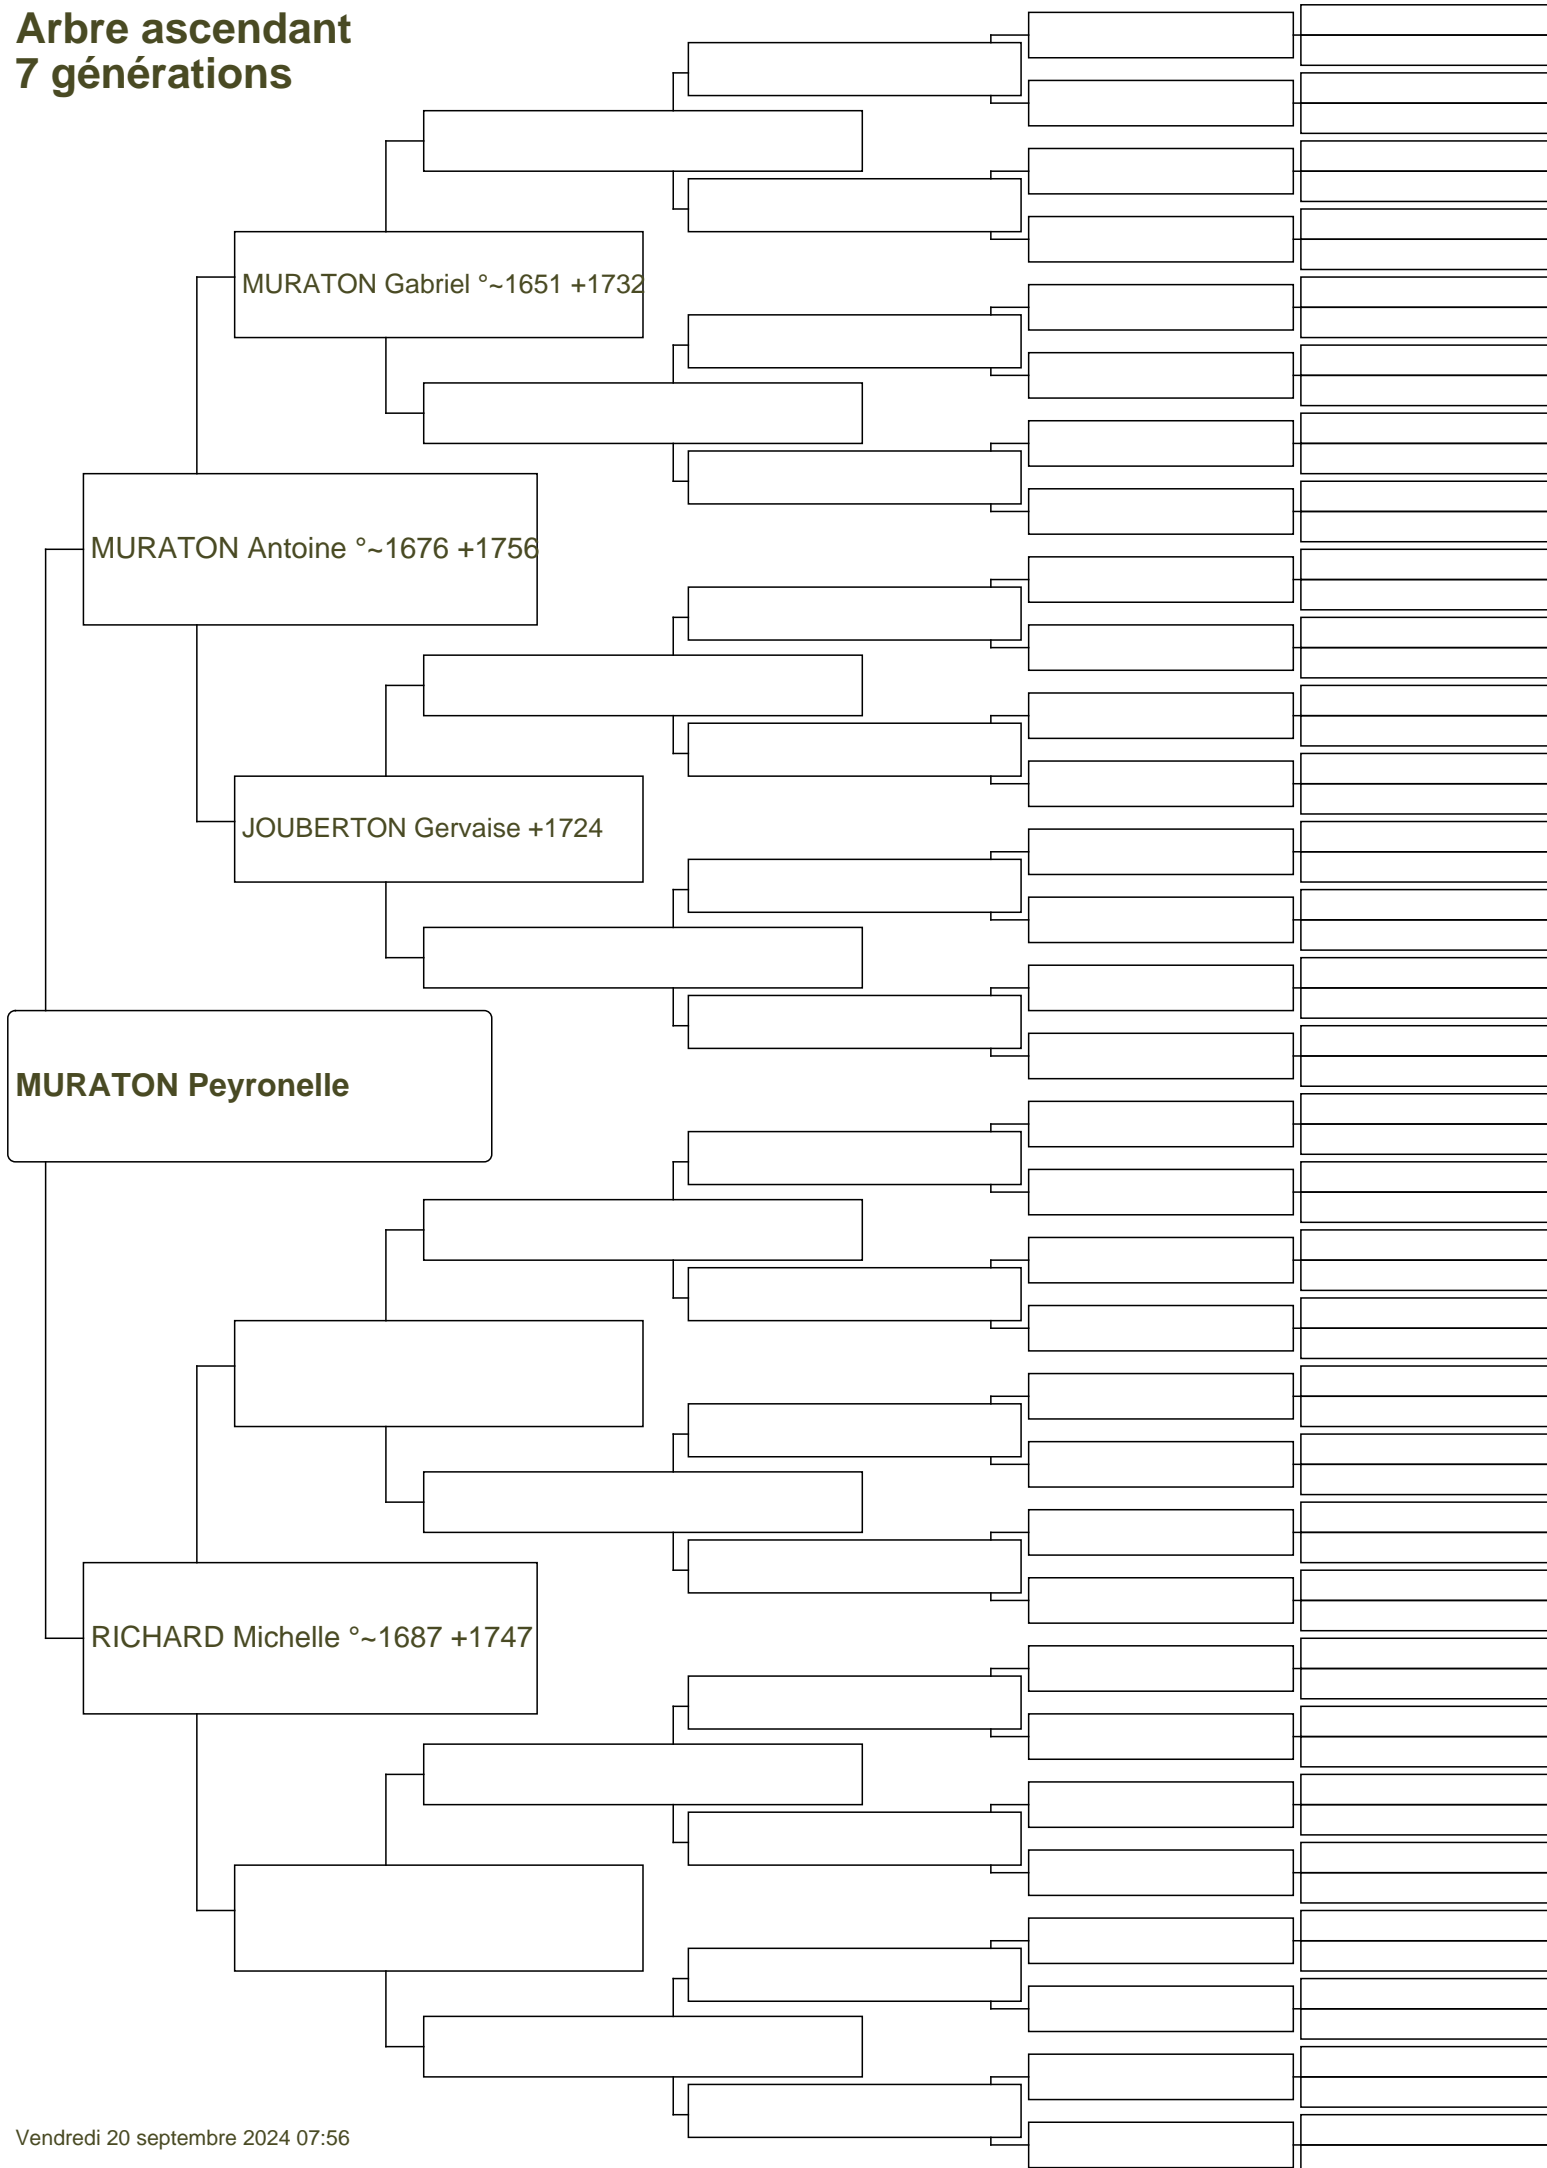 Arbre ascendant
7 générations
MURATON Gabriel °~1651 +1732
MURATON Antoine °~1676 +1756
JOUBERTON Gervaise +1724
MURATON Peyronelle
RICHARD Michelle °~1687 +1747
Vendredi 20 septembre 2024 07:56